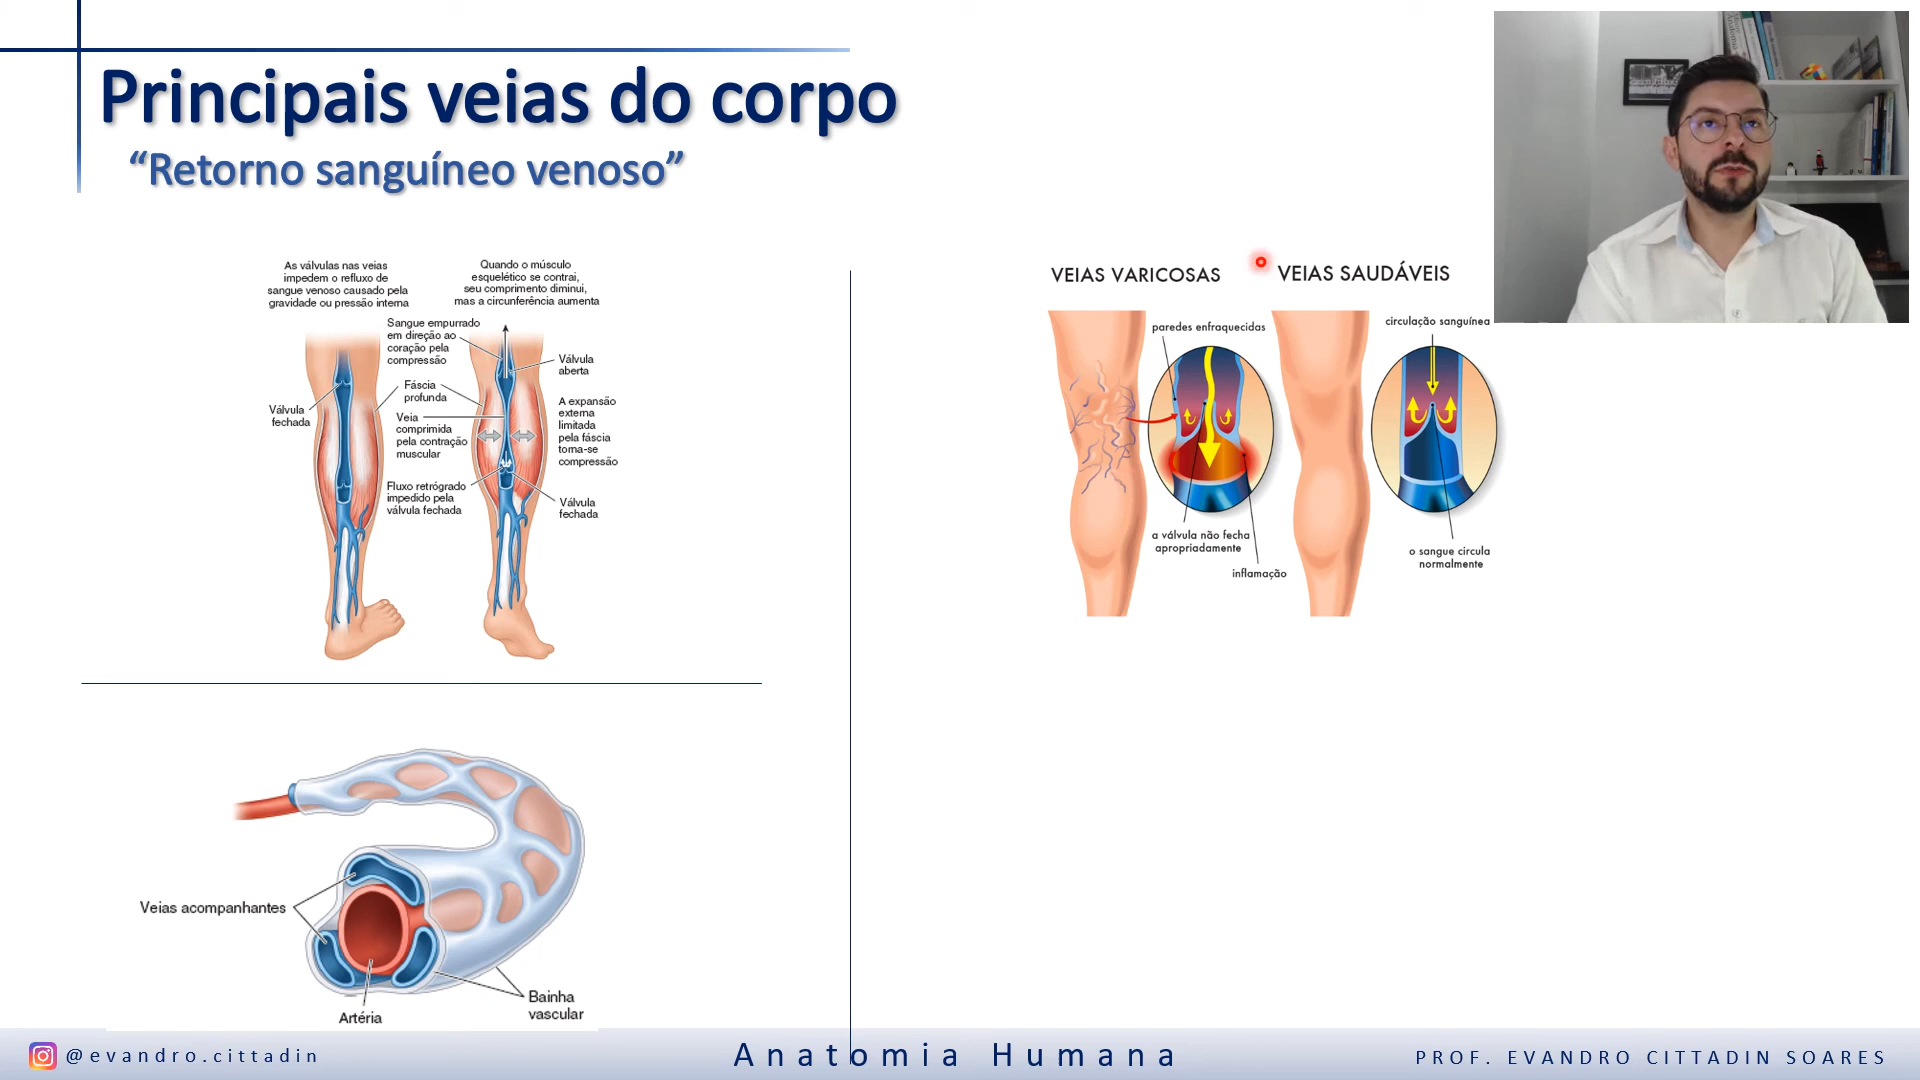 Principais veias do corpo
“Retorno sanguíneo venoso”
As válvulas nas veias
impedem o refluxo de
sangue venoso causado pela
gravidade ou pressão interna
Quando o músculo
esquelético se contrai,
seu comprimento diminui,
mas a circunferência aumenta
Sangue empurrado
em direção ao
coração pela
compressão
Válvula
aberta
Fáscia
profunda
Válvula
fechada
Veia
comprimida
pela contração
muscular
A expansão
externa
limitada
pela fáscia
torna-se
compressão
Fluxo retrógrado
impedido pela
válvula fechada
Válvula
fechada
Veias acompanhantes
Artéria
Bainha
vascular
VEIAS VARICOSAS
VEIAS SAUDÁVEIS
paredes enfraquecidas
circulação sanguínea
a válvula não fecha
apropriadamente
inflamação
o sangue circula
normalmente
@evandro.cittadin
Anatomia Humana
PROF. EVANDRO CITTADIN SOARES